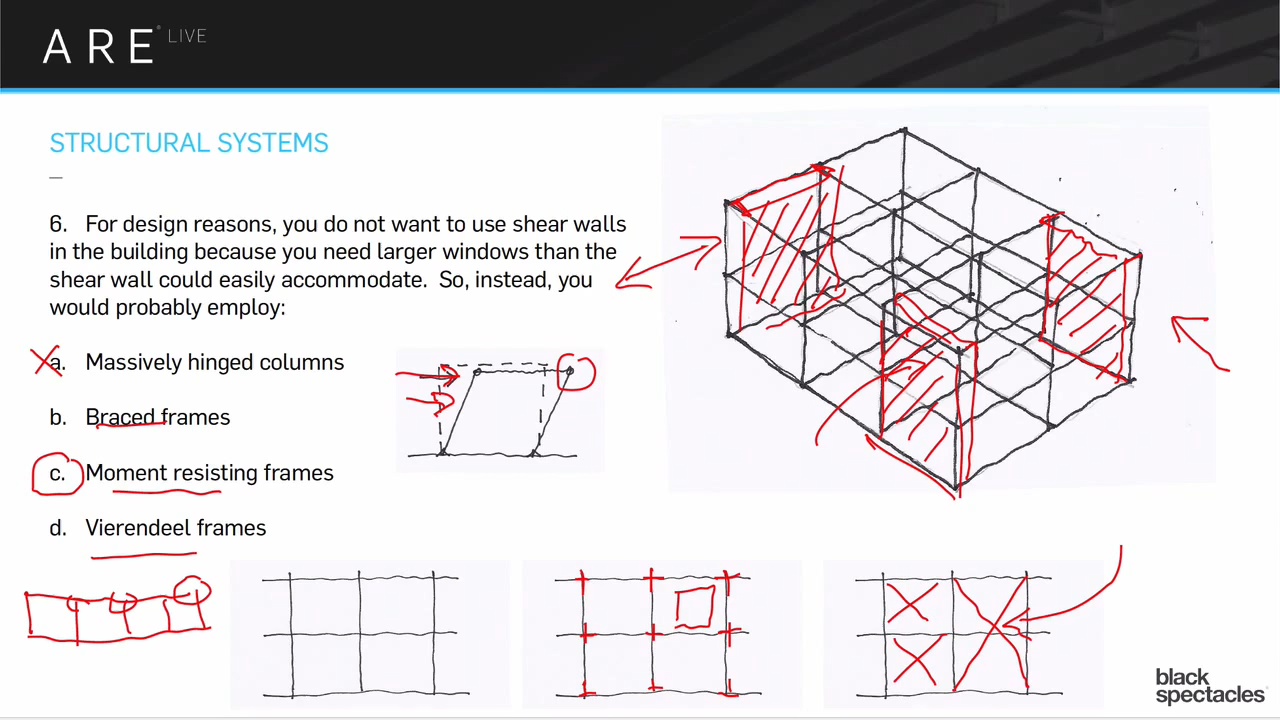 ARE® LIVE
STRUCTURAL SYSTEMS
—
6. For design reasons, you do not want to use shear walls
in the building because you need larger windows than the
shear wall could easily accommodate. So, instead, you
would probably employ:
a. Massively hinged columns
b. Braced frames
c. Moment resisting frames
d. Vierendeel frames
black
spectacles®